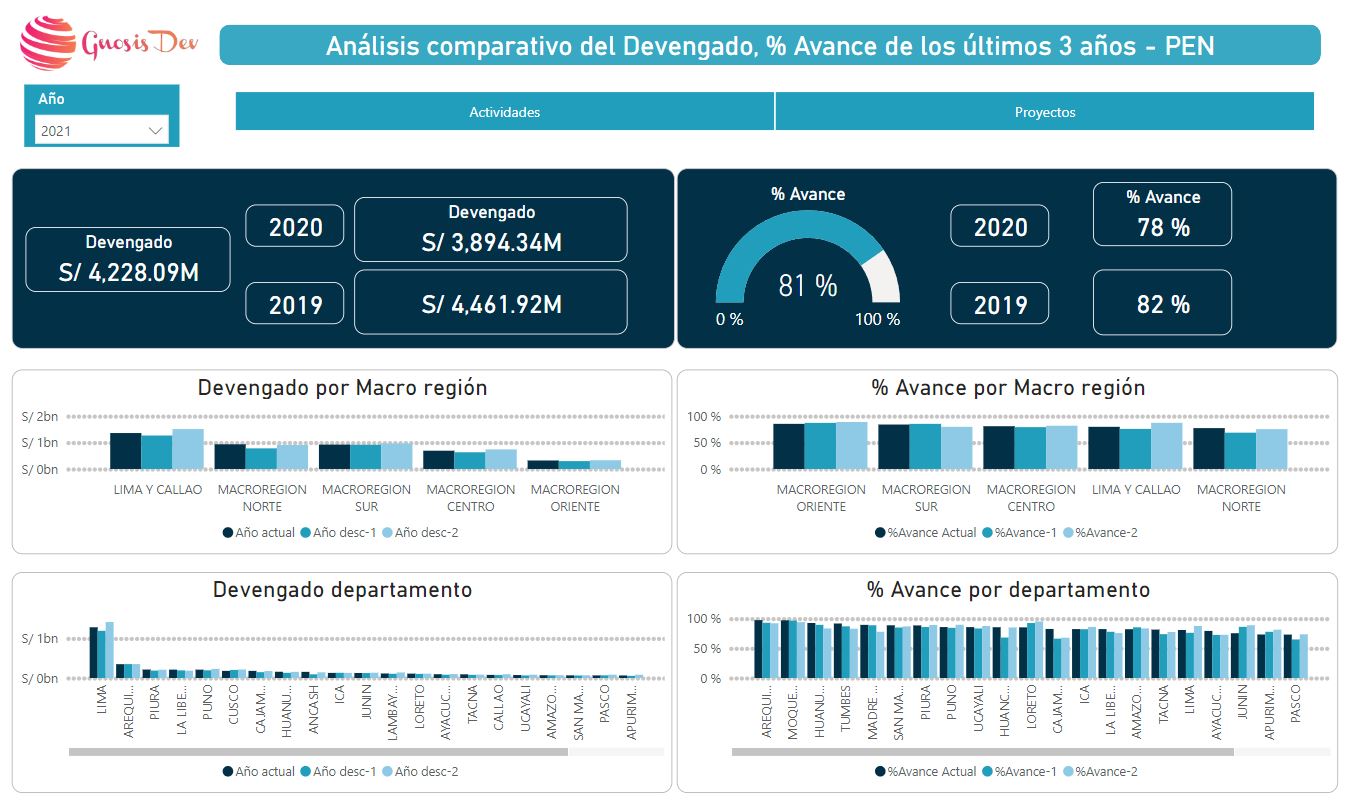 Gnosis Dev
Análisis comparativo del Devengado, % Avance de los últimos 3 años - PEN
Año
2021
Actividades
Proyectos
Devengado
S/ 4,228.09M
2020
Devengado
S/ 3,894.34M
2019
S/ 4,461.92M
% Avance
81 %
0 %
100 %
2020
% Avance
78 %
2019
82 %
Devengado por Macro región
S/ 2bn
S/ 1bn
S/ 0bn
LIMA Y CALLAO
MACROREGION
NORTE
MACROREGION
SUR
MACROREGION
CENTRO
MACROREGION
ORIENTE
Año actual
Año desc-1
Año desc-2
% Avance por Macro región
100 %
50 %
0 %
MACROREGION
ORIENTE
MACROREGION
SUR
MACROREGION
CENTRO
LIMA Y CALLAO
MACROREGION
NORTE
%Avance Actual
%Avance-1
%Avance-2
Devengado departamento
S/ 1bn
S/ 0bn
LIMA
AREQUI...
PIURA
LA LIBE...
PUNO
CUSCO
CAJAM...
HUANU...
ANCASH
ICA
JUNIN
LAMBAY...
LORETO
AYACUC...
TACNA
CALLAO
UCAYALI
AMAZO...
SAN MA...
PASCO
APURIM...
Año actual
Año desc-1
Año desc-2
% Avance por departamento
100 %
50 %
0 %
AREQUI...
MOQUE...
HUANU...
TUMBES
MADRE ...
SAN MA...
PIURA
PUNO
UCAYALI
HUANC...
LORETO
CAJAM...
ICA
LA LIBE...
AMAZO...
TACNA
LIMA
AYACUC...
JUNIN
APURIM...
PASCO
%Avance Actual
%Avance-1
%Avance-2